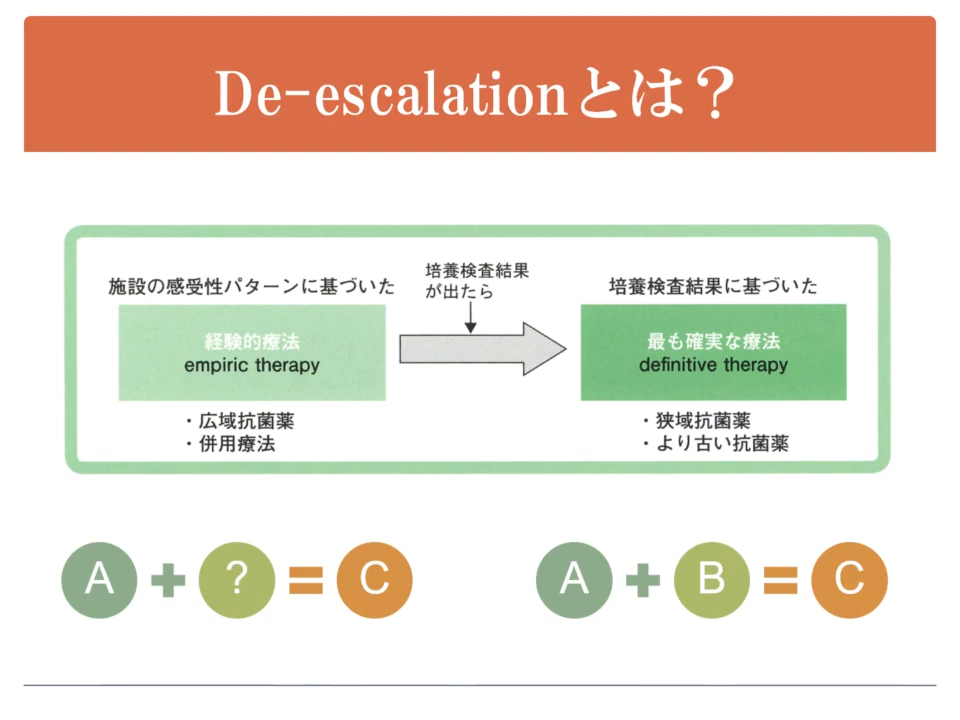 De-escalationとは？
施設の感受性パターンに基づいた
経験的療法
empiric therapy
・広域抗菌薬
・併用療法
培養検査結果
が出たら
培養検査結果に基づいた
最も確実な療法
definitive therapy
・狭域抗菌薬
・より古い抗菌薬
A + ? = C
A + B = C